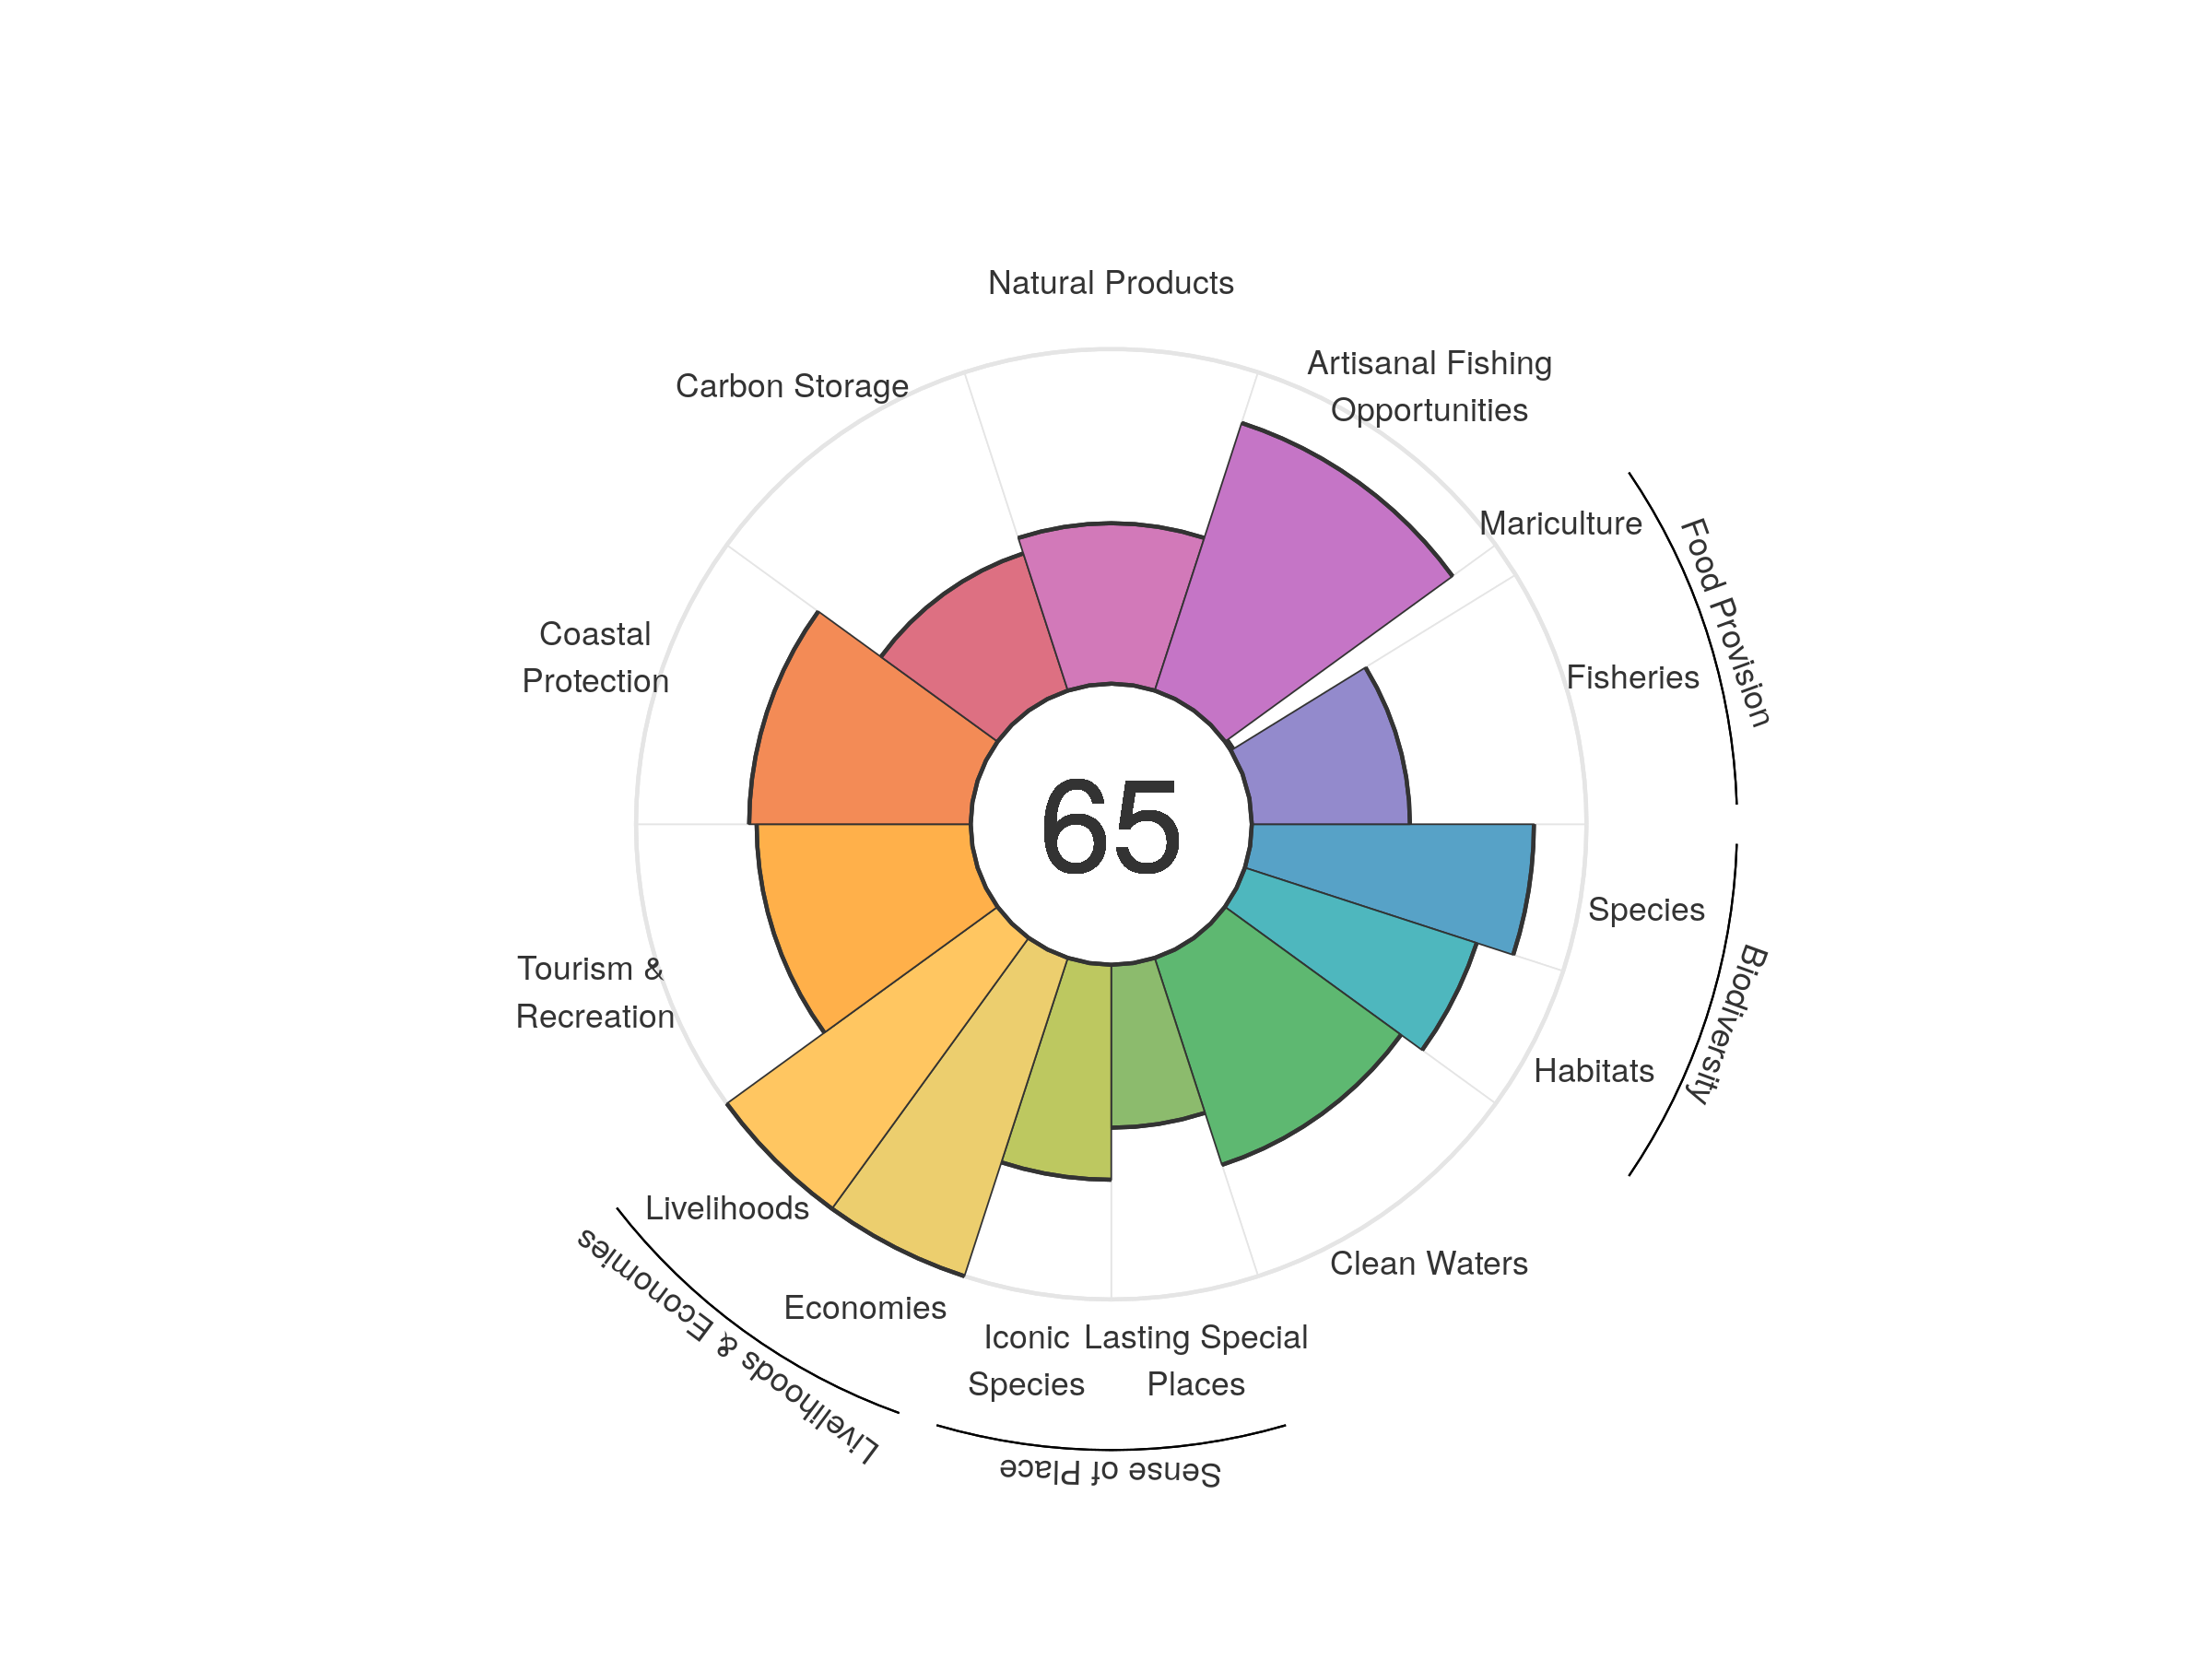 Natural Products
Artisanal Fishing
Opportunities
Carbon Storage
Mariculture
Food Provision
Coastal
Protection
Fisheries
65
Species
Biodiversity
Tourism &
Recreation
Habitats
Livelihoods
Clean Waters
Economies
Livelihoods & Economies
Iconic
Species
Lasting Special
Places
Sense of Place